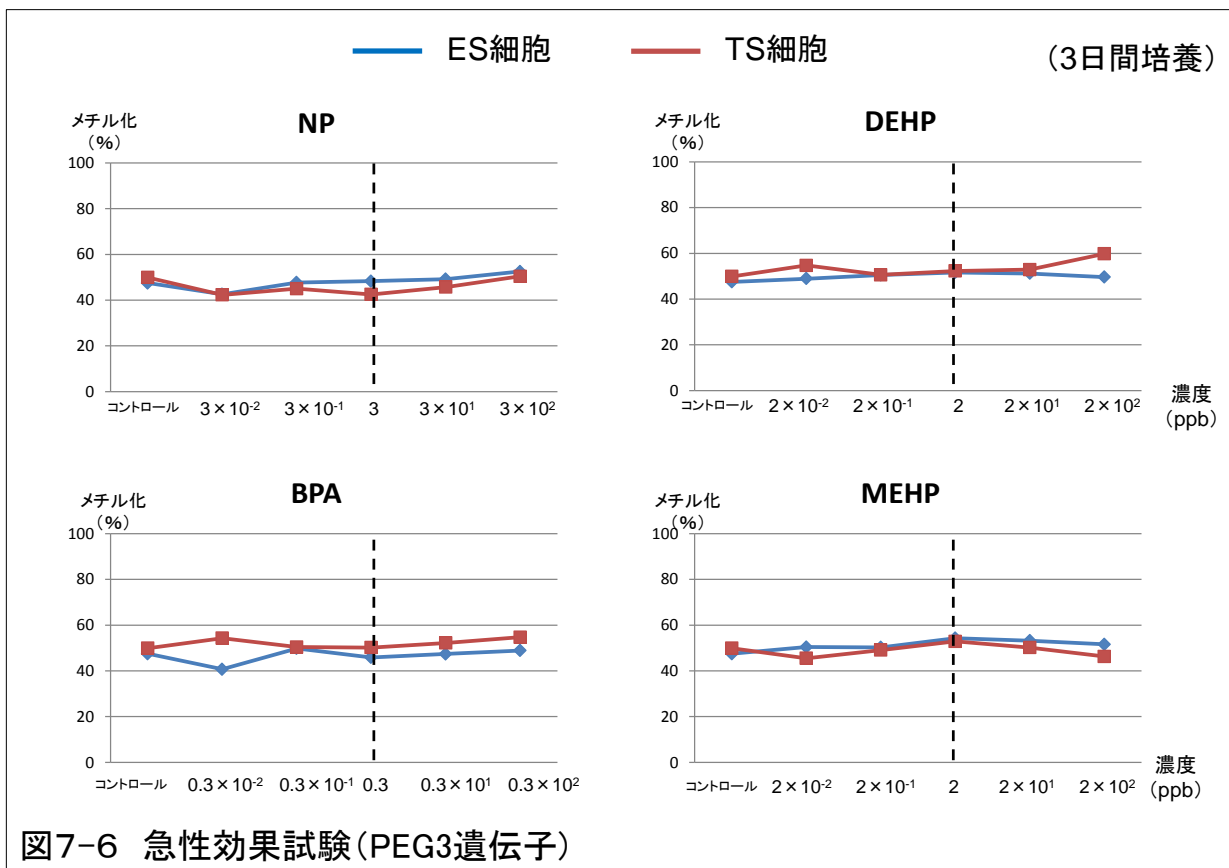 ES細胞 TS細胞 (3日間培養)
NP
メチル化
(%)
100
80
60
40
20
0
コントロール 3×10⁻² 3×10⁻¹ 3 3×10¹ 3×10²
DEHP
メチル化
(%)
100
80
60
40
20
0
コントロール 2×10⁻² 2×10⁻¹ 2 2×10¹ 2×10²
濃度
(ppb)
BPA
メチル化
(%)
100
80
60
40
20
0
コントロール 0.3×10⁻² 0.3×10⁻¹ 0.3 0.3×10¹ 0.3×10²
MEHP
メチル化
(%)
100
80
60
40
20
0
コントロール 2×10⁻² 2×10⁻¹ 2 2×10¹ 2×10²
濃度
(ppb)
図7-6 急性効果試験(PEG3遺伝子)